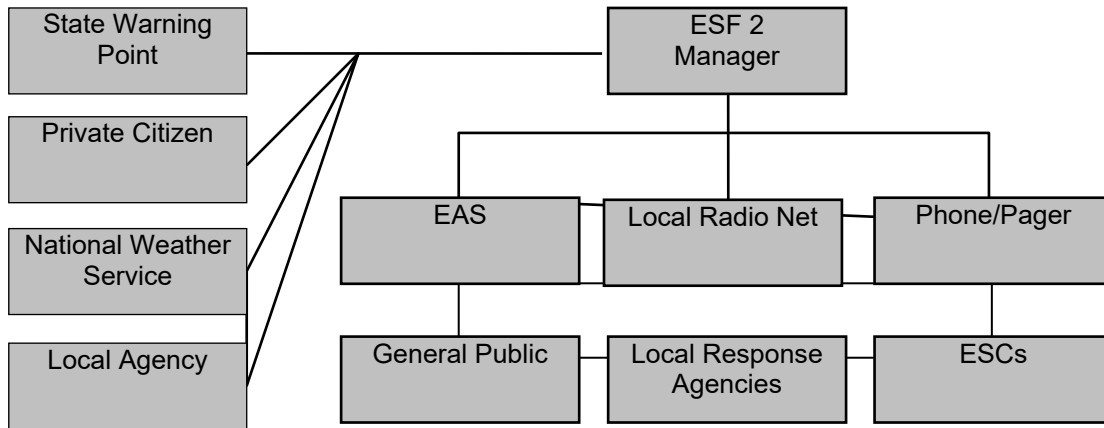 State Warning
Point
ESF 2
Manager
Private Citizen
EAS
Local Radio Net
Phone/Pager
National Weather
Service
Local Agency
General Public
Local Response
Agencies
ESCs